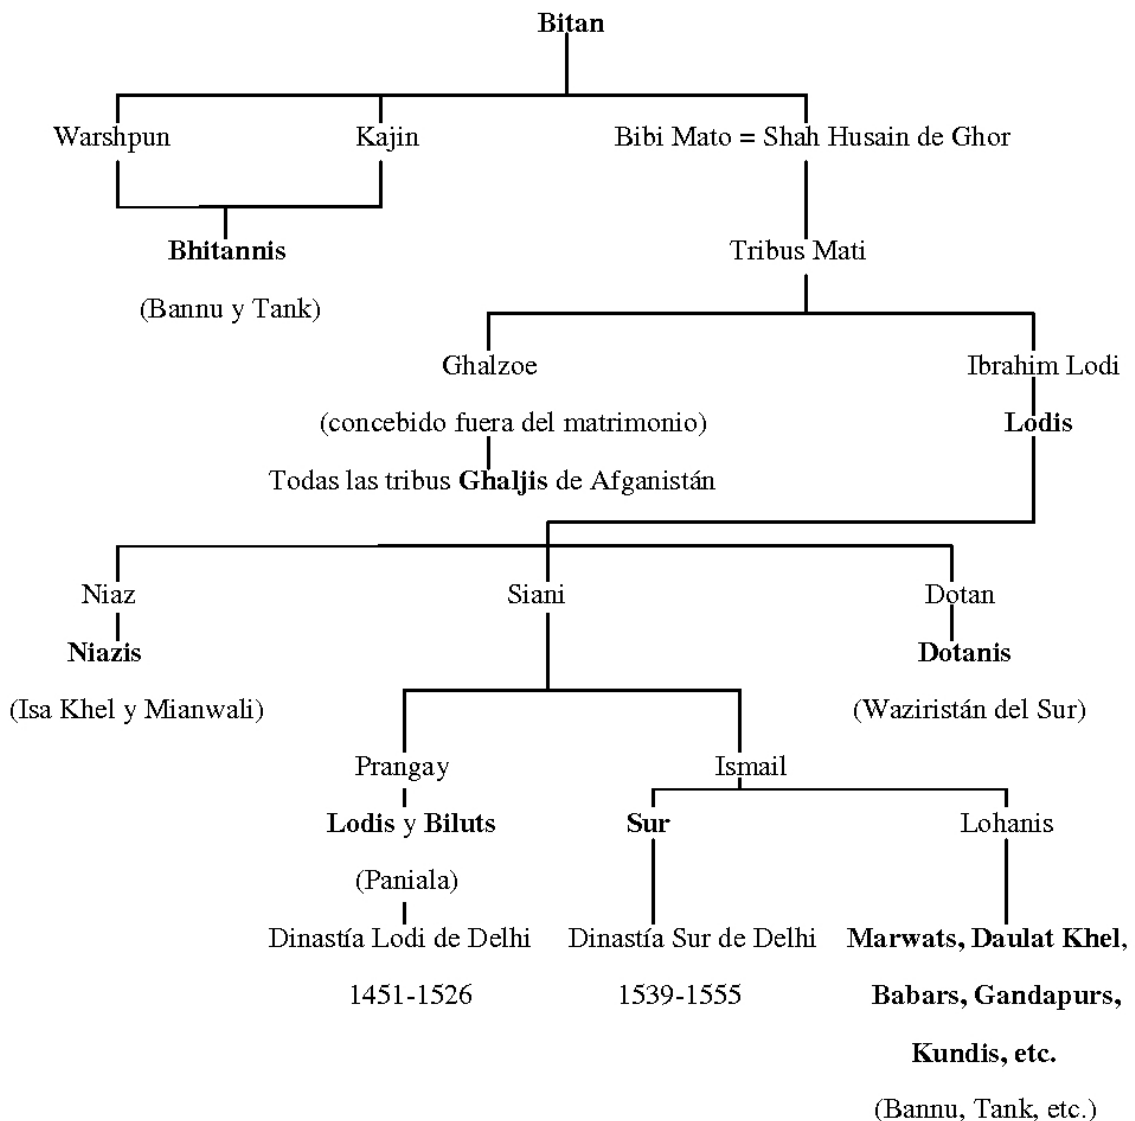 Bitan
Warshpun Kajin Bibi Mato = Shah Husain de Ghor
Bhitannis Tribus Mati
(Bannu y Tank)
Ghalzoe Ibrahim Lodi
(concebido fuera del matrimonio) Lodis
Todas las tribus Ghaljis de Afganistán
Niaz Siani Dotan
Niazis Dotanis
(Isa Khel y Mianwali) (Waziristán del Sur)
Prangay Ismail
Lodis y Biluts Sur Lohanis
(Paniala)
Dinastía Lodi de Delhi Dinastía Sur de Delhi Marwats, Daulat Khel,
1451-1526 1539-1555 Babars, Gandapurs,
Kundis, etc.
(Bannu, Tank, etc.)